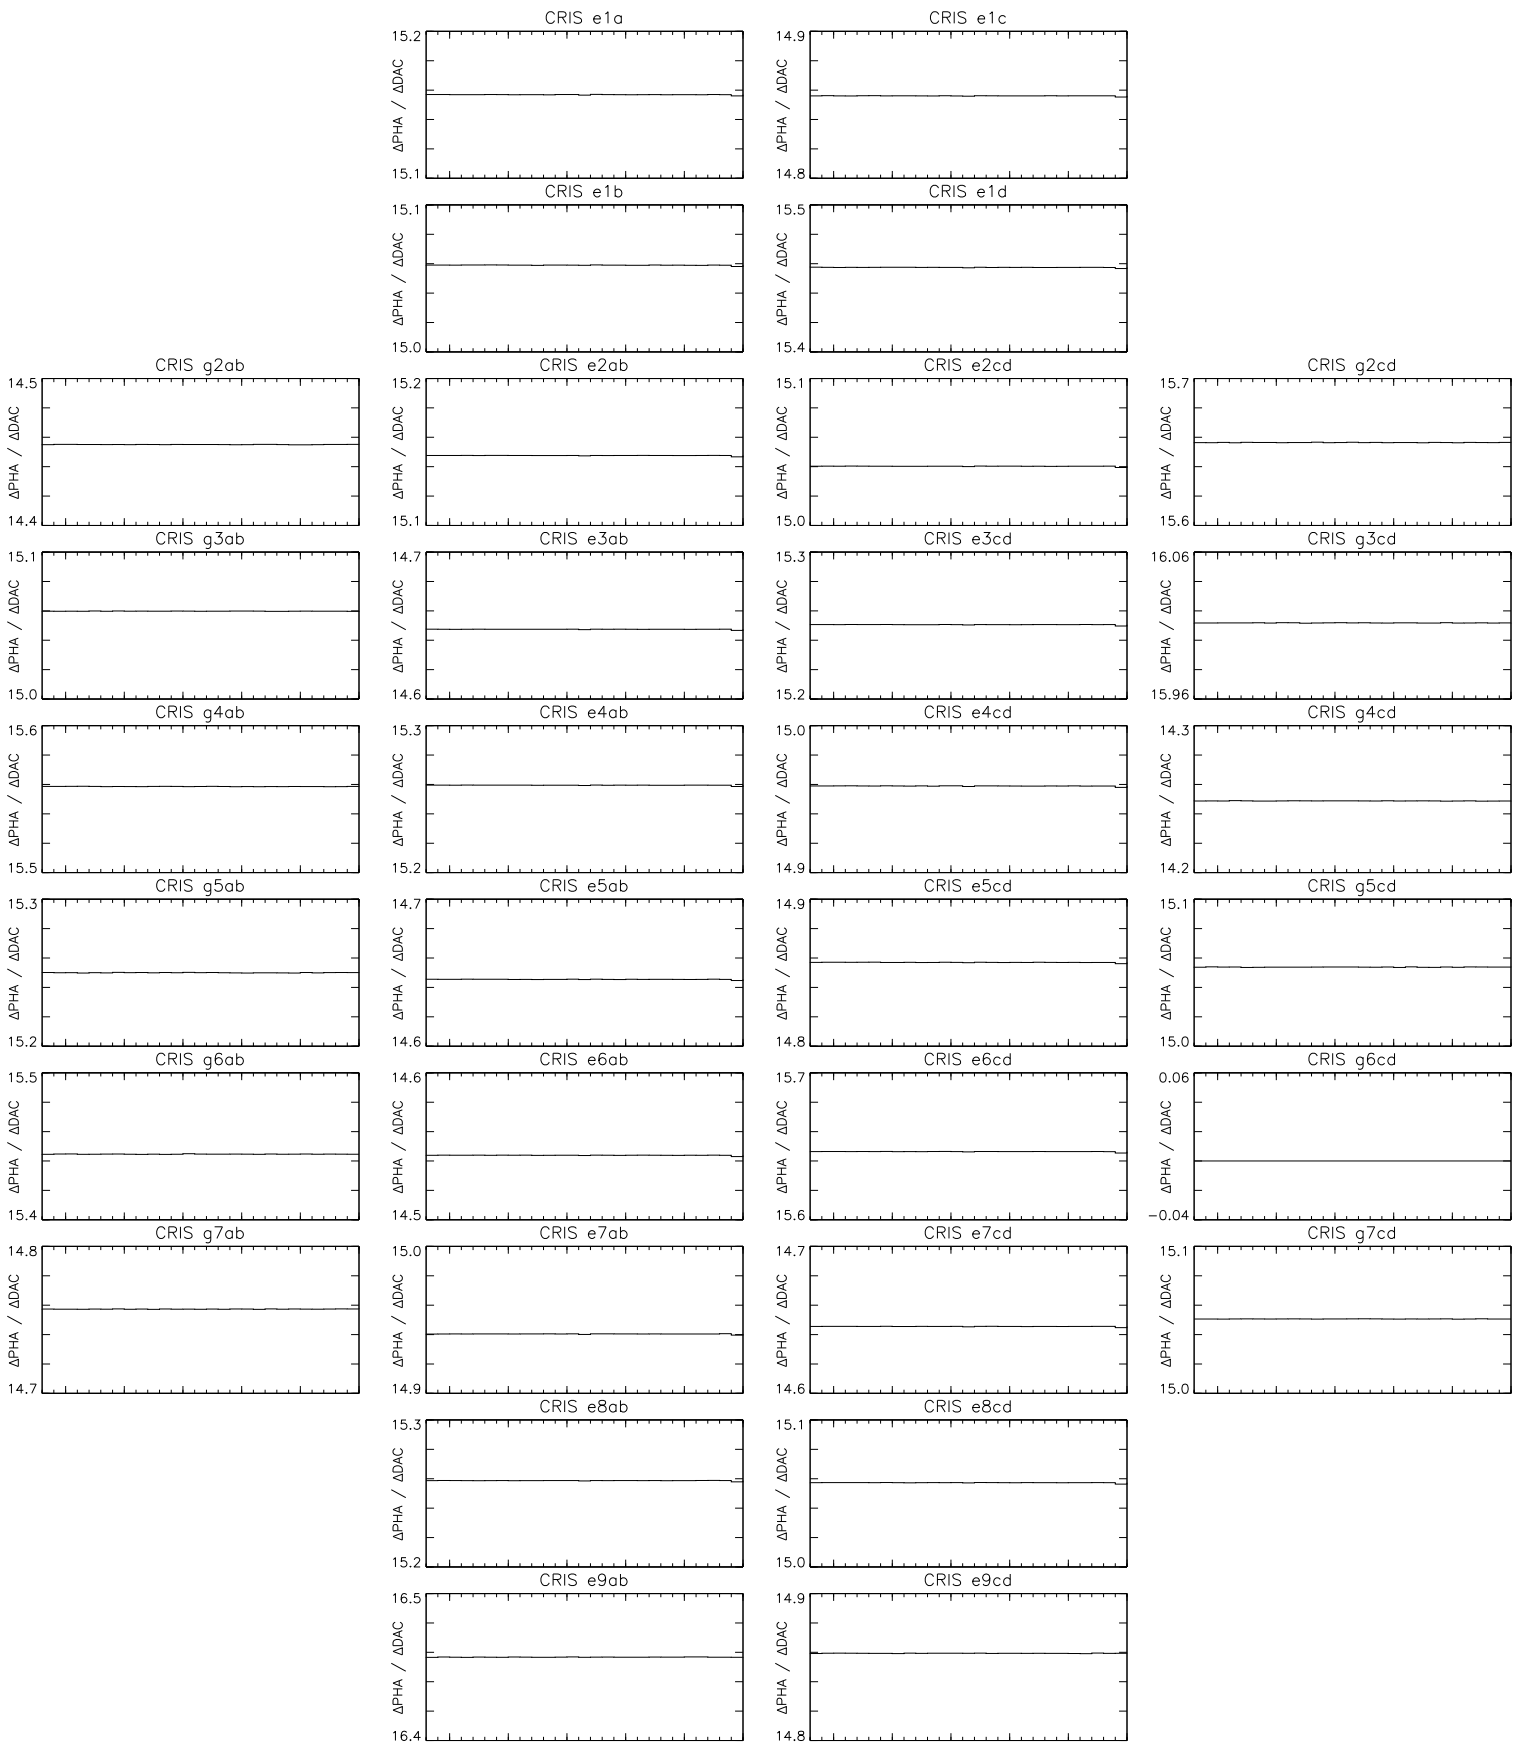 CRIS e1a
CRIS e1c
15.2
ΔPHA / ΔDAC
15.1
14.9
ΔPHA / ΔDAC
14.8
CRIS e1b
CRIS e1d
15.1
ΔPHA / ΔDAC
15.0
15.5
ΔPHA / ΔDAC
15.4
CRIS g2ab
CRIS e2ab
CRIS e2cd
CRIS g2cd
14.5
ΔPHA / ΔDAC
14.4
15.2
ΔPHA / ΔDAC
15.1
15.1
ΔPHA / ΔDAC
15.0
15.7
ΔPHA / ΔDAC
15.6
CRIS g3ab
CRIS e3ab
CRIS e3cd
CRIS g3cd
15.1
ΔPHA / ΔDAC
15.0
14.7
ΔPHA / ΔDAC
14.6
15.3
ΔPHA / ΔDAC
15.2
16.06
ΔPHA / ΔDAC
15.96
CRIS g4ab
CRIS e4ab
CRIS e4cd
CRIS g4cd
15.6
ΔPHA / ΔDAC
15.5
15.3
ΔPHA / ΔDAC
15.2
15.0
ΔPHA / ΔDAC
14.9
14.3
ΔPHA / ΔDAC
14.2
CRIS g5ab
CRIS e5ab
CRIS e5cd
CRIS g5cd
15.3
ΔPHA / ΔDAC
15.2
14.7
ΔPHA / ΔDAC
14.6
14.9
ΔPHA / ΔDAC
14.8
15.1
ΔPHA / ΔDAC
15.0
CRIS g6ab
CRIS e6ab
CRIS e6cd
CRIS g6cd
15.5
ΔPHA / ΔDAC
15.4
14.6
ΔPHA / ΔDAC
14.5
15.7
ΔPHA / ΔDAC
15.6
0.06
ΔPHA / ΔDAC
−0.04
CRIS g7ab
CRIS e7ab
CRIS e7cd
CRIS g7cd
14.8
ΔPHA / ΔDAC
14.7
15.0
ΔPHA / ΔDAC
14.9
14.7
ΔPHA / ΔDAC
14.6
15.1
ΔPHA / ΔDAC
15.0
CRIS e8ab
CRIS e8cd
15.3
ΔPHA / ΔDAC
15.2
15.1
ΔPHA / ΔDAC
15.0
CRIS e9ab
CRIS e9cd
16.5
ΔPHA / ΔDAC
16.4
14.9
ΔPHA / ΔDAC
14.8